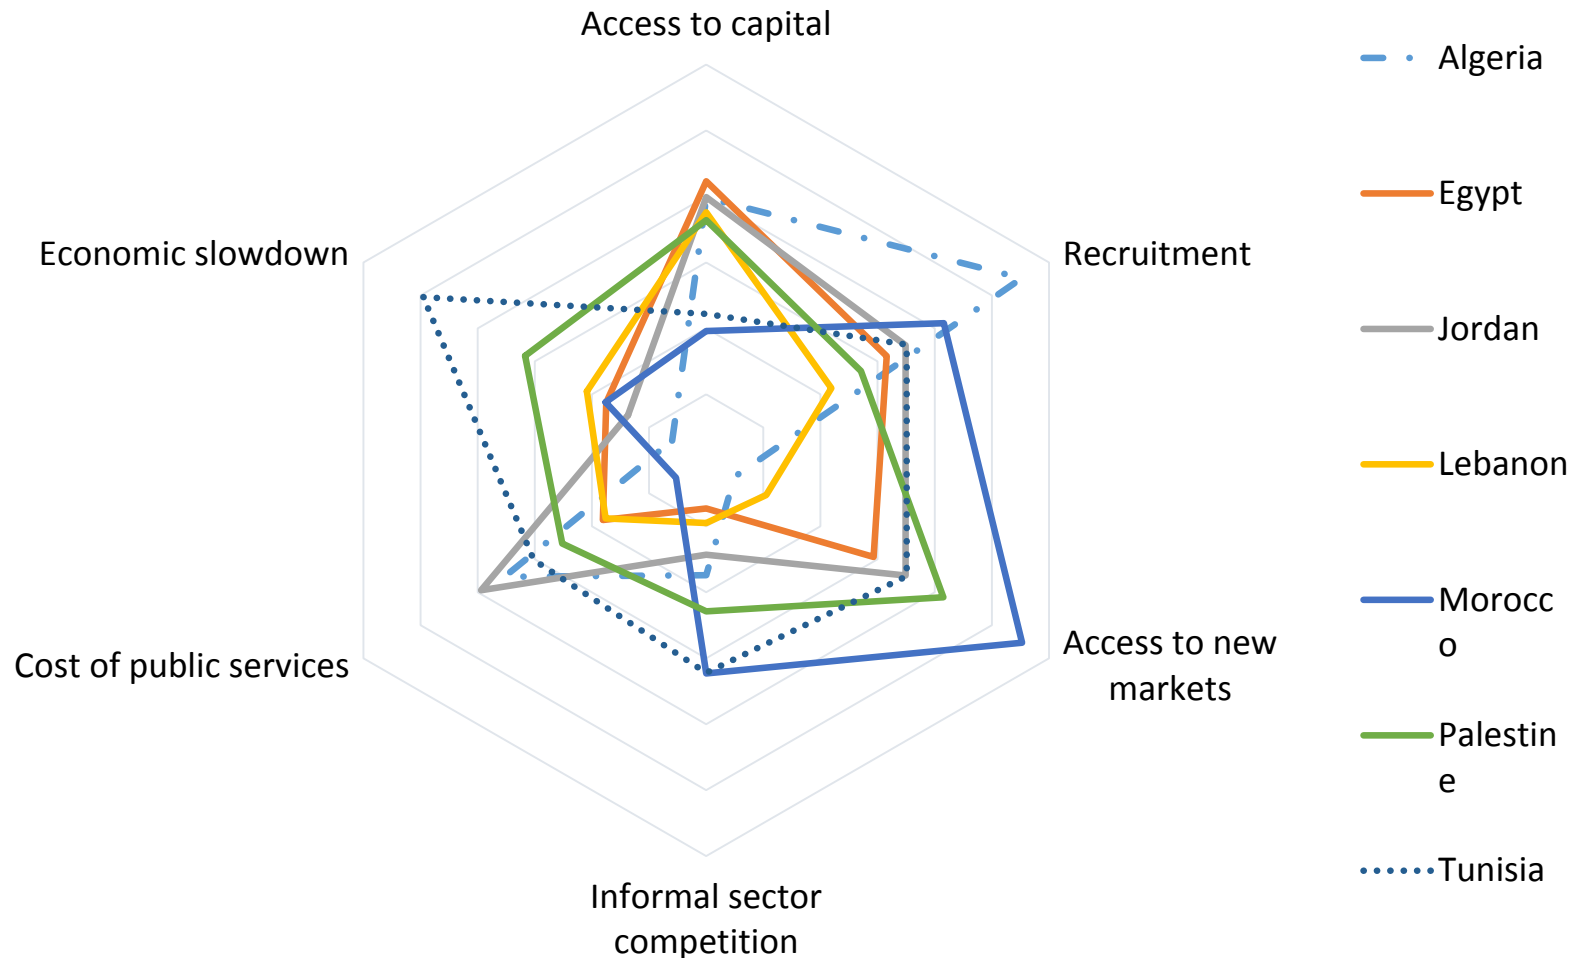 Access to capital
Recruitment
Access to new
markets
Informal sector
competition
Cost of public services
Economic slowdown
Algeria
Egypt
Jordan
Lebanon
Morocc
o
Palestin
e
Tunisia